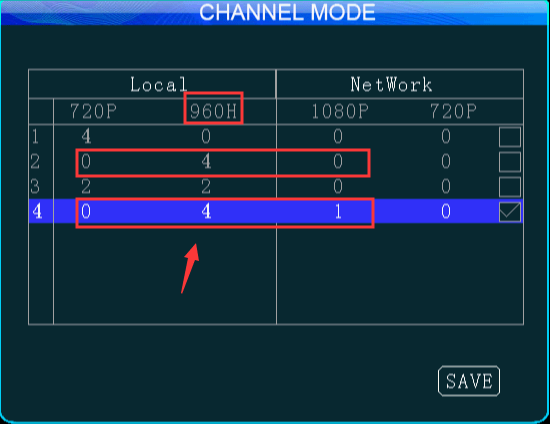 CHANNEL MODE
Local NetWork
720P 960H 1080P 720P
1 4 0 0 0
2 0 4 0 0
3 2 2 0 0
4 0 4 1 0
SAVE